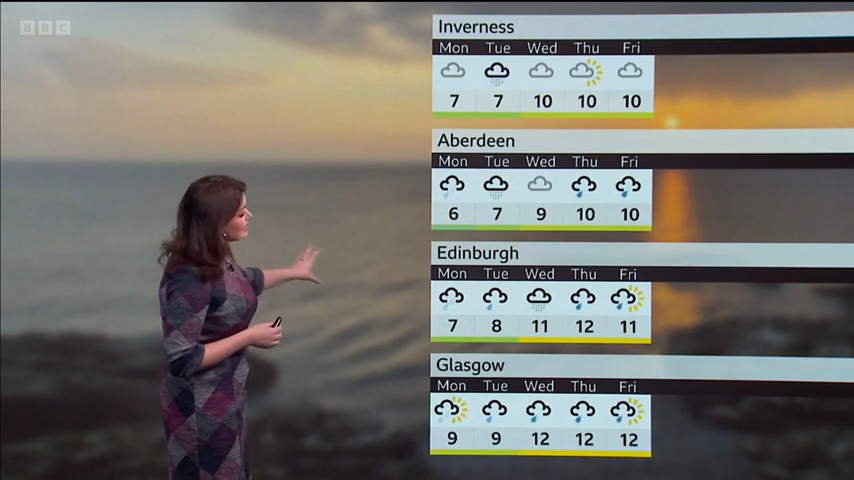 BBC
Inverness
Mon Tue Wed Thu Fri
7 7 10 10 10
Aberdeen
Mon Tue Wed Thu Fri
6 7 9 10 10
Edinburgh
Mon Tue Wed Thu Fri
7 8 11 12 11
Glasgow
Mon Tue Wed Thu Fri
9 9 12 12 12